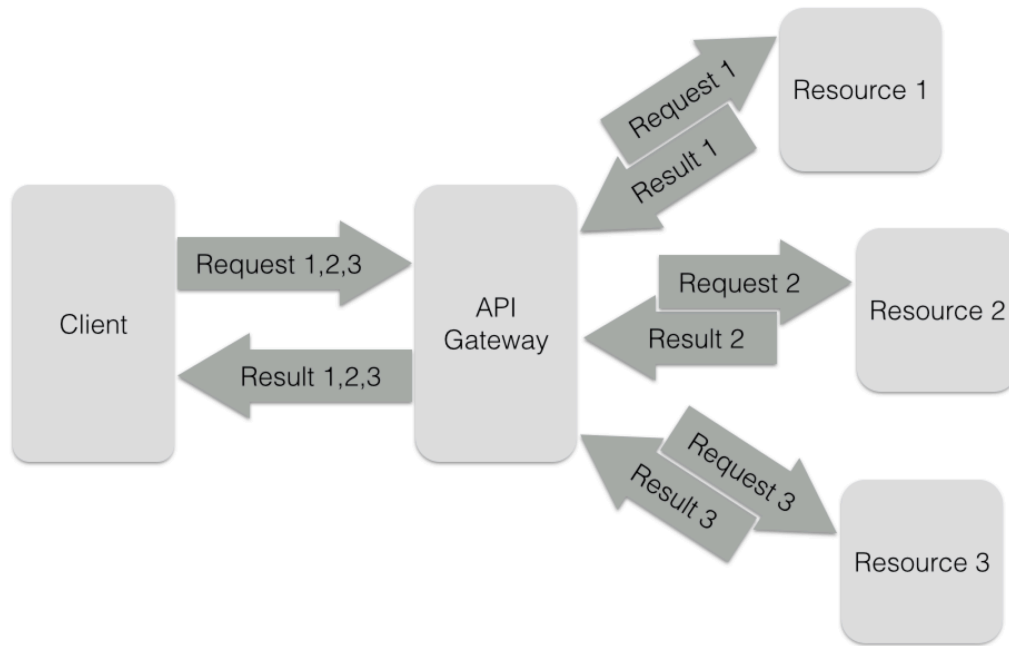 Client
Request 1,2,3
Result 1,2,3
API
Gateway
Request 1
Result 1
Resource 1
Request 2
Result 2
Resource 2
Request 3
Result 3
Resource 3